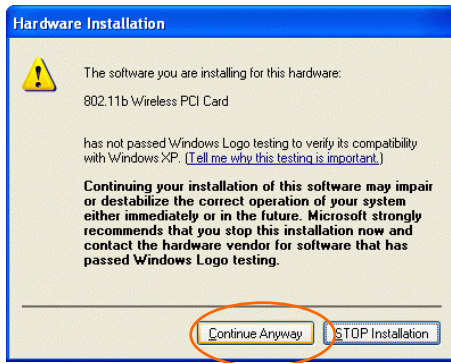 Hardware Installation
The software you are installing for this hardware:
802.11b Wireless PCI Card
has not passed Windows Logo testing to verify its compatibility
with Windows XP. (Tell me why this testing is important.)
Continuing your installation of this software may impair
or destabilize the correct operation of your system
either immediately or in the future. Microsoft strongly
recommends that you stop this installation now and
contact the hardware vendor for software that has
passed Windows Logo testing.
Continue Anyway STOP Installation